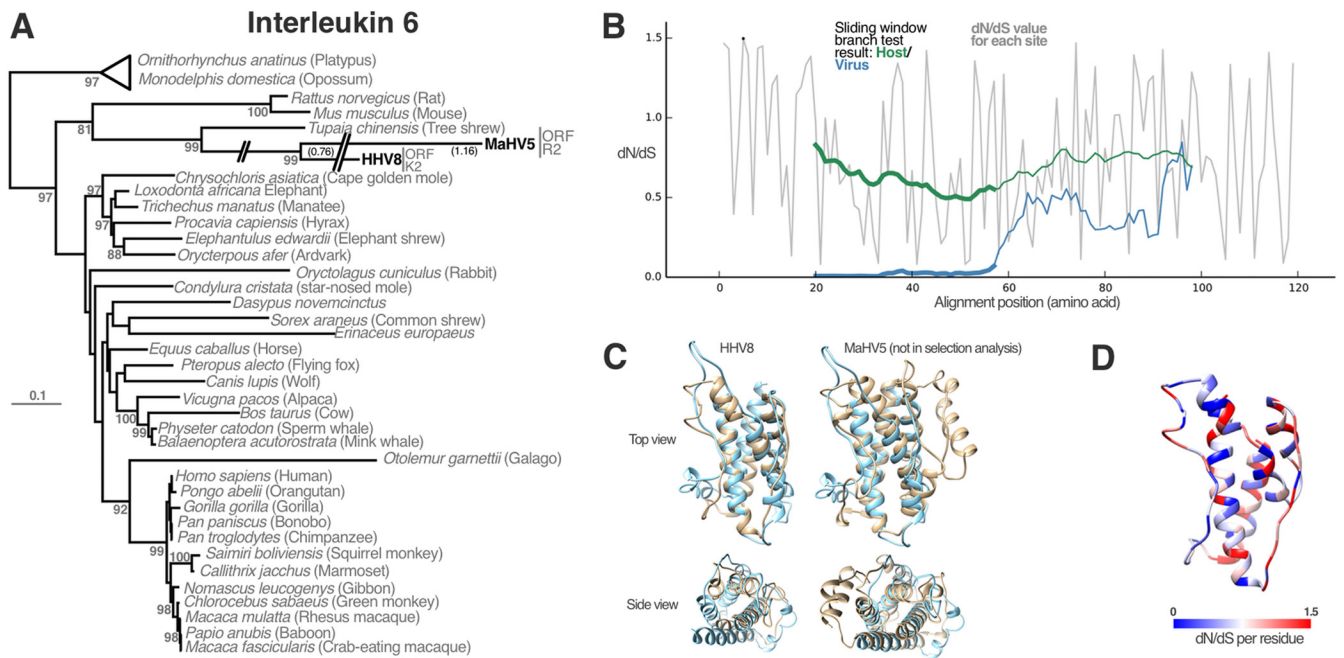 A
Interleukin 6
Ornithorhynchus anatinus (Platypus)
Monodelphis domestica (Opossum)
97
Rattus norvegicus (Rat)
100
Mus musculus (Mouse)
81
Tupaia chinensis (Tree shrew)
99
(0.76)
99
(1.16)
MaHV5
ORF
R2
HHV8
ORF
K2
97
97
Chrysochloris asiatica (Cape golden mole)
Loxodonta africana Elephant)
Trichechus manatus (Manatee)
97
Procavia capiensis (Hyrax)
Elephantulus edwardii (Elephant shrew)
88
Orycterpous afer (Ardvark)
Oryctolagus cuniculus (Rabbit)
Condylura cristata (star-nosed mole)
Dasypus novemcinctus
Sorex araneus (Common shrew)
Erinaceus europaeus
Equus caballus (Horse)
Pteropus alecto (Flying fox)
Canis lupis (Wolf)
Vicugna pacos (Alpaca)
100
Bos taurus (Cow)
99
Physeter catodon (Sperm whale)
Balaenoptera acutorostrata (Mink whale)
0.1
Otolemur garnettii (Galago)
92
Homo sapiens (Human)
Pongo abelii (Orangutan)
Gorilla gorilla (Gorilla)
Pan paniscus (Bonobo)
Pan troglodytes (Chimpanzee)
99
100
Saimiri boliviensis (Squirrel monkey)
Callithrix jacchus (Marmoset)
Nomascus leucogenys (Gibbon)
98
Chlorocebus sabaeus (Green monkey)
Macaca mulatta (Rhesus macaque)
98
Papio anubis (Baboon)
Macaca fascicularis (Crab-eating macaque)
B
Sliding window
branch test
result: Host/
Virus
dN/dS value
for each site
1.5
1.0
dN/dS
0.5
0.0
0 20 40 60 80 100 120
Alignment position (amino acid)
C
HHV8
MaHV5 (not in selection analysis)
Top view
Side view
D
0 1.5
dN/dS per residue